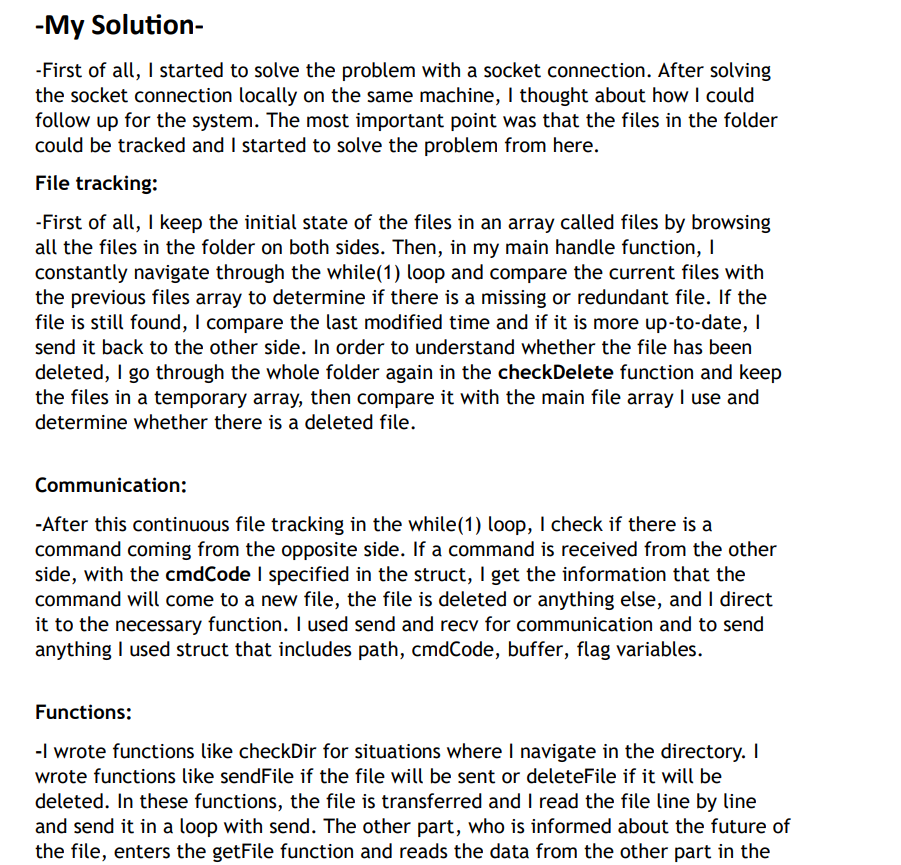 -My Solution-
-First of all, I started to solve the problem with a socket connection. After solving
the socket connection locally on the same machine, I thought about how I could
follow up for the system. The most important point was that the files in the folder
could be tracked and I started to solve the problem from here.
File tracking:
-First of all, I keep the initial state of the files in an array called files by browsing
all the files in the folder on both sides. Then, in my main handle function, I
constantly navigate through the while(1) loop and compare the current files with
the previous files array to determine if there is a missing or redundant file. If the
file is still found, I compare the last modified time and if it is more up-to-date, I
send it back to the other side. In order to understand whether the file has been
deleted, I go through the whole folder again in the checkDelete function and keep
the files in a temporary array, then compare it with the main file array I use and
determine whether there is a deleted file.
Communication:
-After this continuous file tracking in the while(1) loop, I check if there is a
command coming from the opposite side. If a command is received from the other
side, with the cmdCode I specified in the struct, I get the information that the
command will come to a new file, the file is deleted or anything else, and I direct
it to the necessary function. I used send and recv for communication and to send
anything I used struct that includes path, cmdCode, buffer, flag variables.
Functions:
-I wrote functions like checkDir for situations where I navigate in the directory. I
wrote functions like sendFile if the file will be sent or deleteFile if it will be
deleted. In these functions, the file is transferred and I read the file line by line
and send it in a loop with send. The other part, who is informed about the future of
the file, enters the getFile function and reads the data from the other part in the